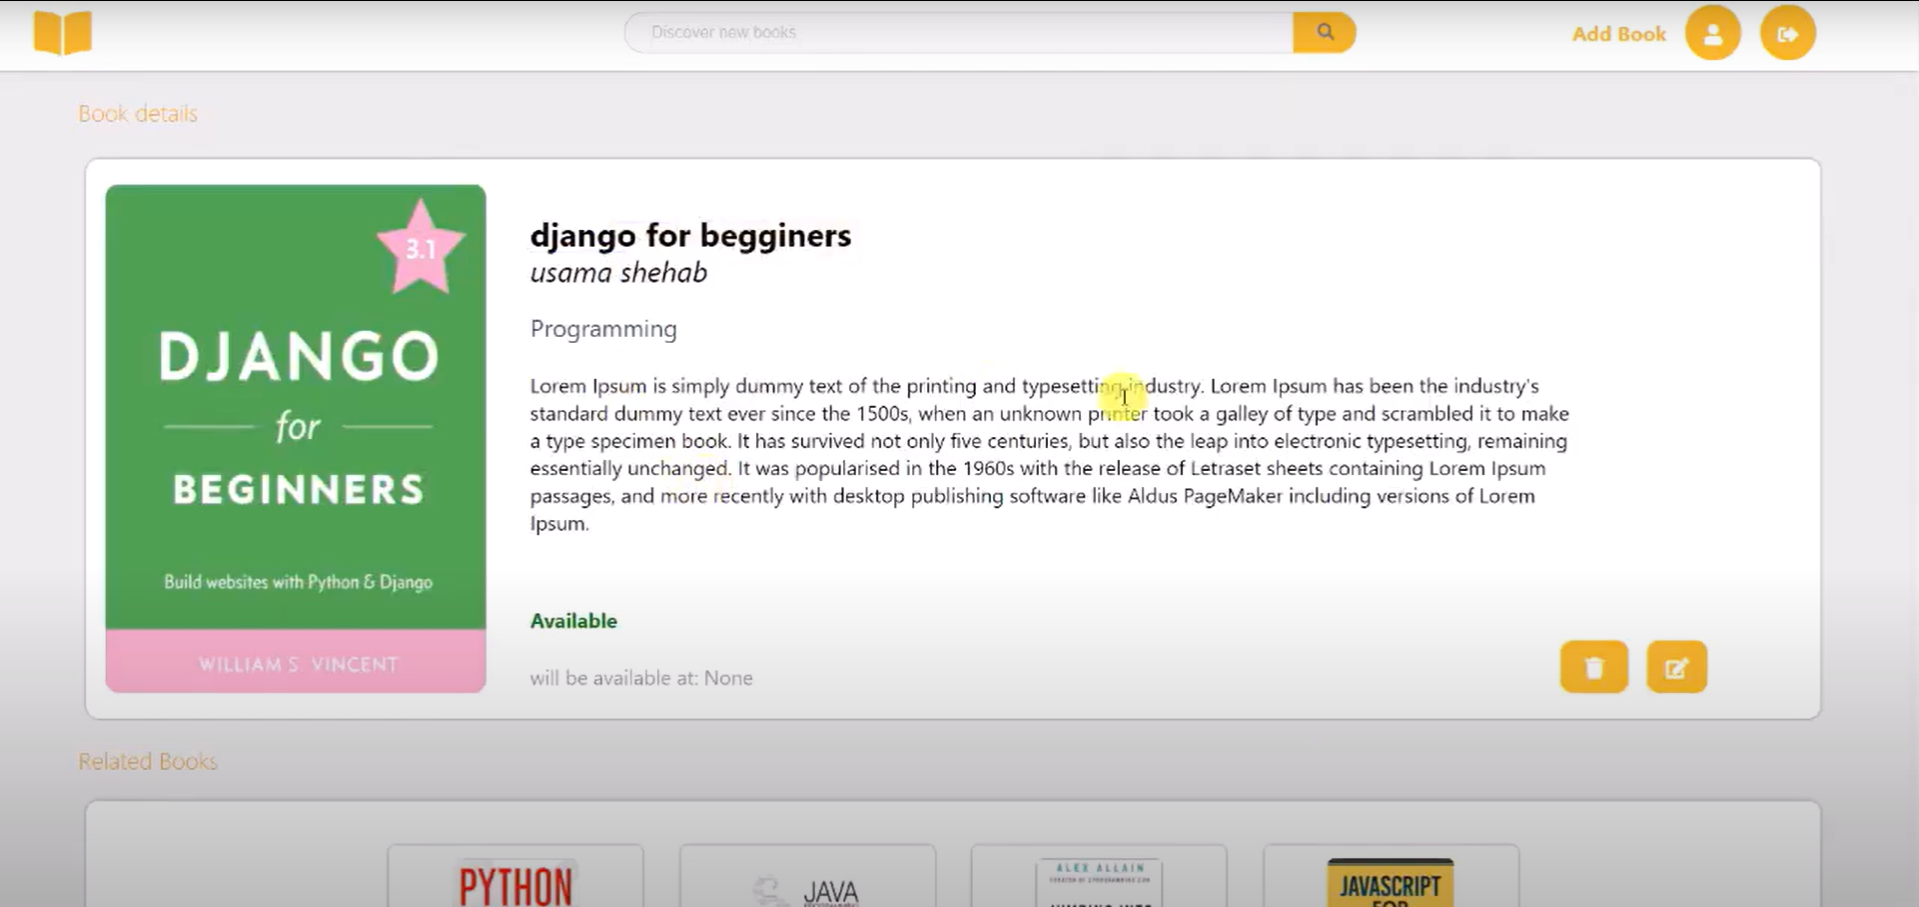 Discover new books
Add Book
Book details
3.1
DJANGO
for
BEGINNERS
Build websites with Python & Django
WILLIAM S. VINCENT
django for begginers
usama shehab
Programming
Lorem Ipsum is simply dummy text of the printing and typesetting industry. Lorem Ipsum has been the industry's
standard dummy text ever since the 1500s, when an unknown printer took a galley of type and scrambled it to make
a type specimen book. It has survived not only five centuries, but also the leap into electronic typesetting, remaining
essentially unchanged. It was popularised in the 1960s with the release of Letraset sheets containing Lorem Ipsum
passages, and more recently with desktop publishing software like Aldus PageMaker including versions of Lorem
Ipsum.
Available
will be available at: None
Related Books
PYTHON
JAVA
ALEX ALLAIN
JAVASCRIPT
FOR